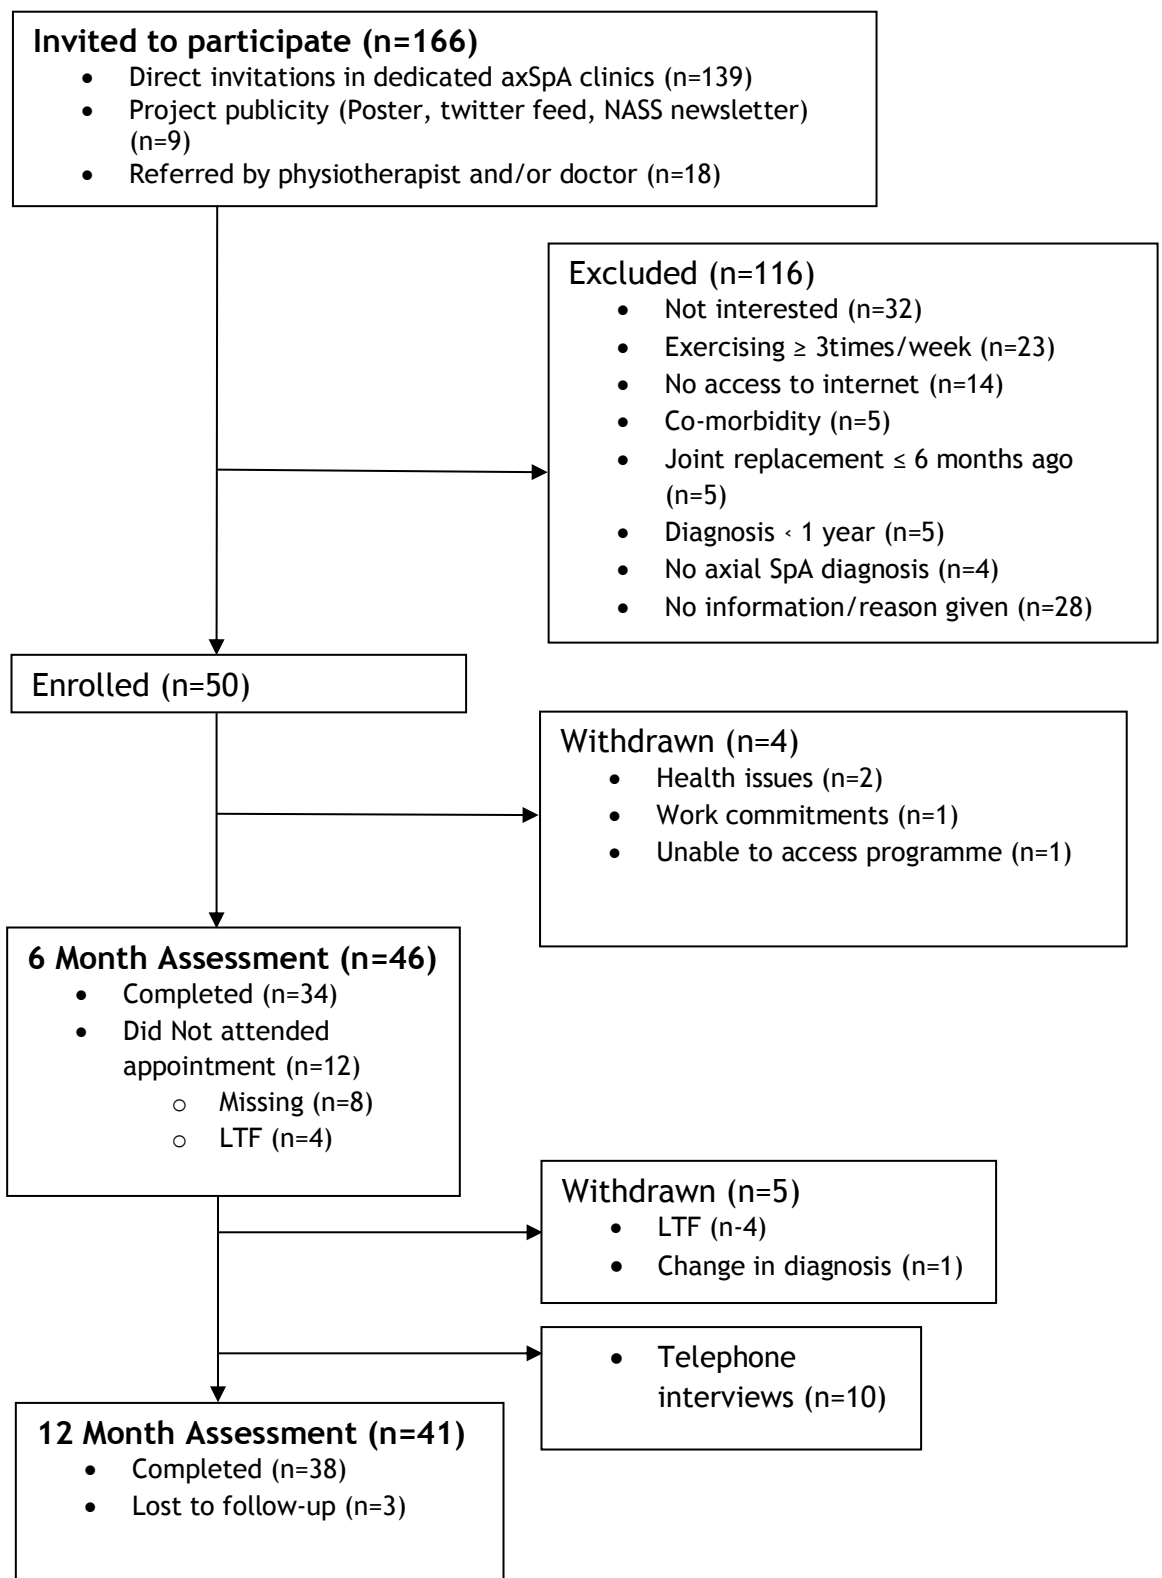 Invited to participate (n=166)
• Direct invitations in dedicated axSpA clinics (n=139)
• Project publicity (Poster, twitter feed, NASS newsletter)
(n=9)
• Referred by physiotherapist and/or doctor (n=18)
Excluded (n=116)
• Not interested (n=32)
• Exercising ≥ 3times/week (n=23)
• No access to internet (n=14)
• Co-morbidity (n=5)
• Joint replacement ≤ 6 months ago
(n=5)
• Diagnosis < 1 year (n=5)
• No axial SpA diagnosis (n=4)
• No information/reason given (n=28)
Enrolled (n=50)
Withdrawn (n=4)
• Health issues (n=2)
• Work commitments (n=1)
• Unable to access programme (n=1)
6 Month Assessment (n=46)
• Completed (n=34)
• Did Not attended
appointment (n=12)
o Missing (n=8)
o LTF (n=4)
Withdrawn (n=5)
• LTF (n-4)
• Change in diagnosis (n=1)
• Telephone
interviews (n=10)
12 Month Assessment (n=41)
• Completed (n=38)
• Lost to follow-up (n=3)